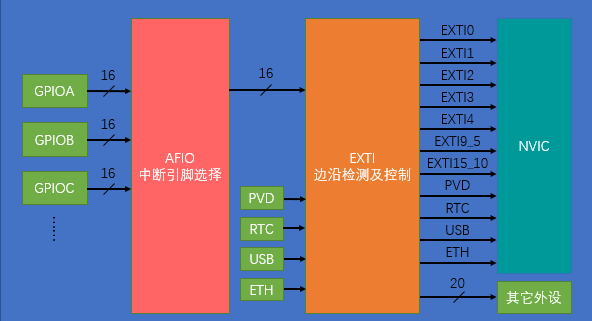 GPIOA
16
GPIOB
16
GPIOC
16
......
AFIO
中断引脚选择
16
PVD
RTC
USB
ETH
EXTI
边沿检测及控制
EXTI0
EXTI1
EXTI2
EXTI3
EXTI4
EXTI9_5
EXTI15_10
PVD
RTC
USB
ETH
20
NVIC
其它外设